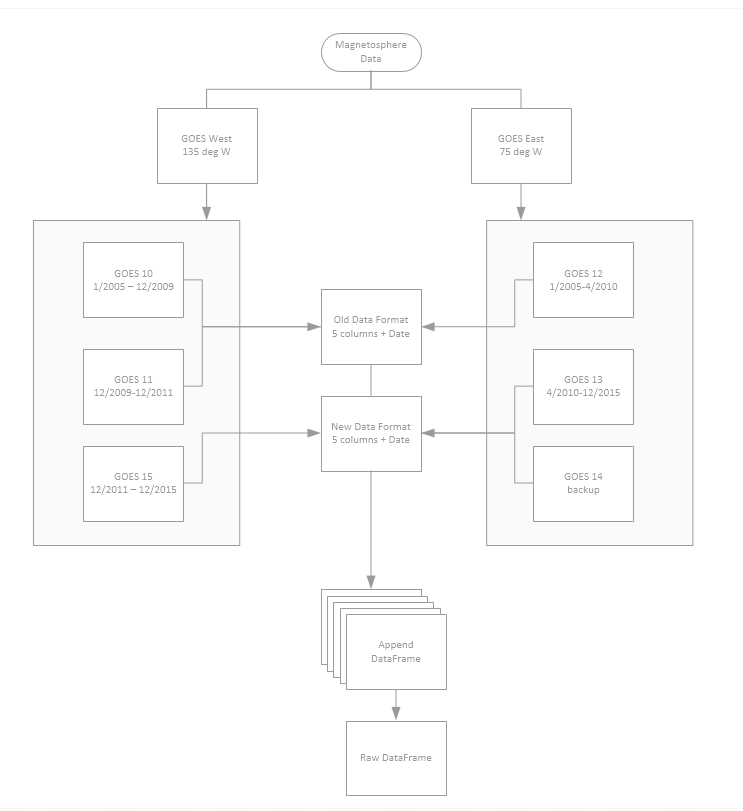 Magnetosphere
Data
GOES West
135 deg W
GOES East
75 deg W
GOES 10
1/2005 – 12/2009
GOES 12
1/2005-4/2010
Old Data Format
5 columns + Date
GOES 11
12/2009-12/2011
GOES 13
4/2010-12/2015
New Data Format
5 columns + Date
GOES 15
12/2011 – 12/2015
GOES 14
backup
Append
DataFrame
Raw DataFrame